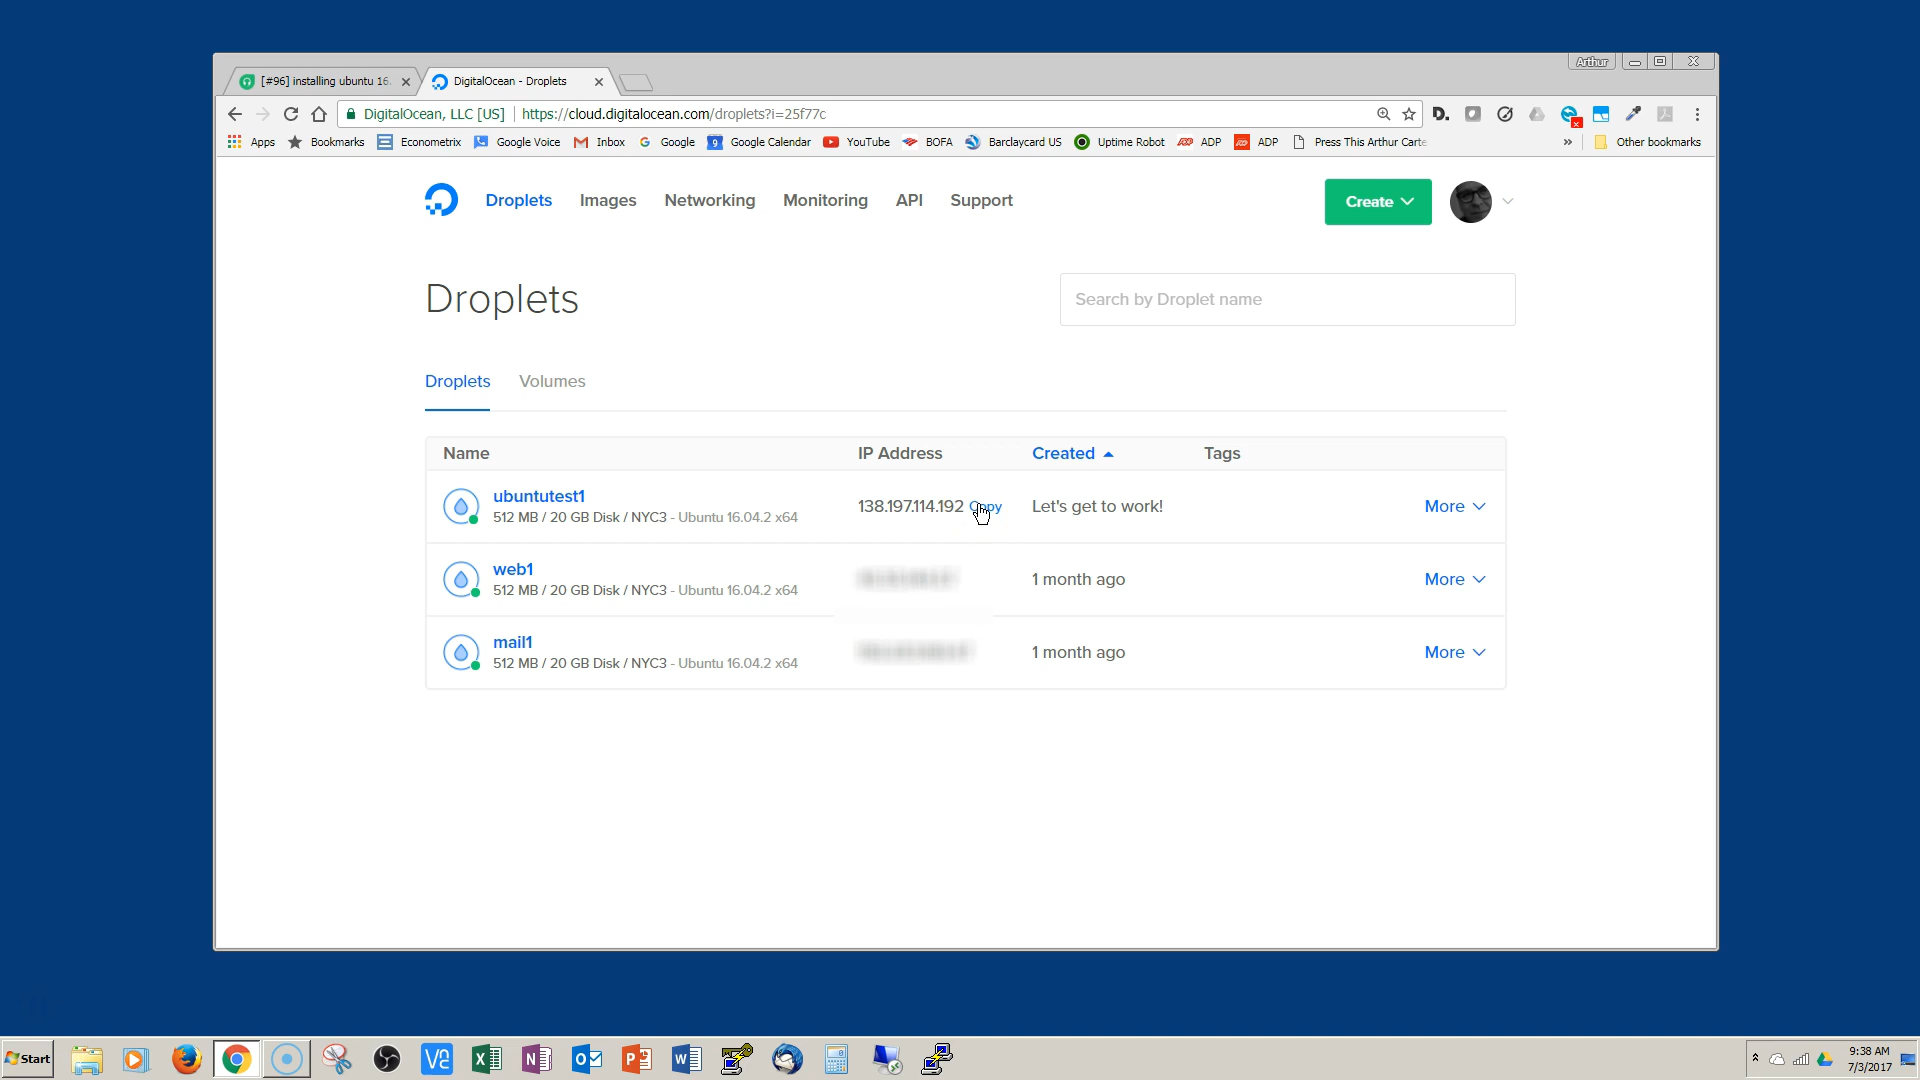 Arthur
[#96] installing ubuntu 16.
DigitalOcean - Droplets
DigitalOcean, LLC [US] https://cloud.digitalocean.com/droplets?i=25f77c
Apps Bookmarks Econometrix Google Voice Inbox Google Google Calendar YouTube BOFA Barclaycard US Uptime Robot ADP ADP Press This Arthur Carte » Other bookmarks
Droplets Images Networking Monitoring API Support Create
Droplets
Search by Droplet name
Droplets Volumes
Name IP Address Created Tags
ubuntutest1
138.197.114.192 Copy Let's get to work! More
512 MB / 20 GB Disk / NYC3 - Ubuntu 16.04.2 x64
web1
1 month ago More
512 MB / 20 GB Disk / NYC3 - Ubuntu 16.04.2 x64
mail1
1 month ago More
512 MB / 20 GB Disk / NYC3 - Ubuntu 16.04.2 x64
Start
9:38 AM
7/3/2017